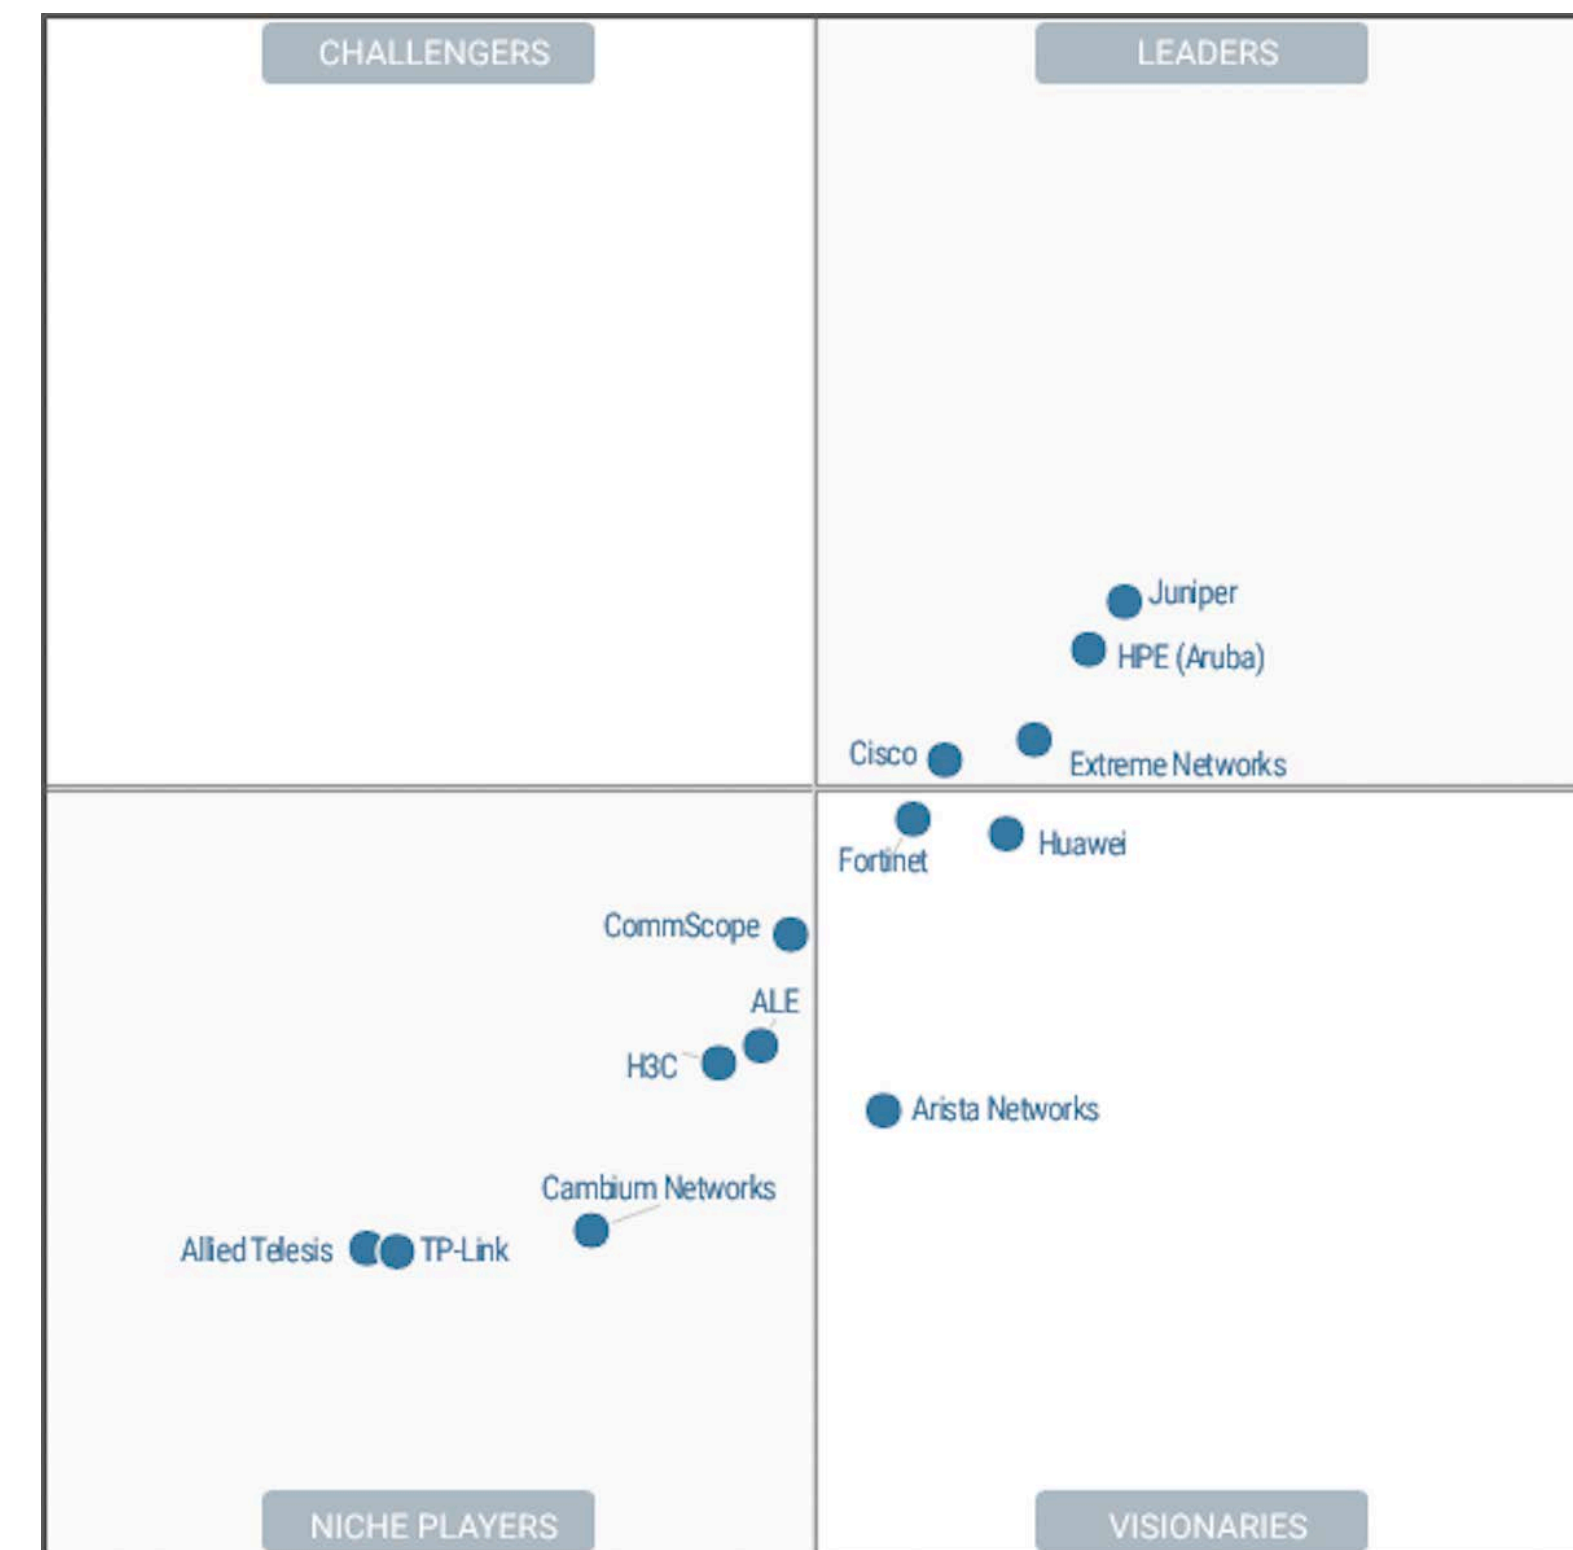 CHALLENGERS
LEADERS
Juniper
HPE (Aruba)
Cisco
Extreme Networks
Fortinet
Huawei
CommScope
ALE
H3C
Arista Networks
Cambium Networks
Allied Telesis
TP-Link
NICHE PLAYERS
VISIONARIES